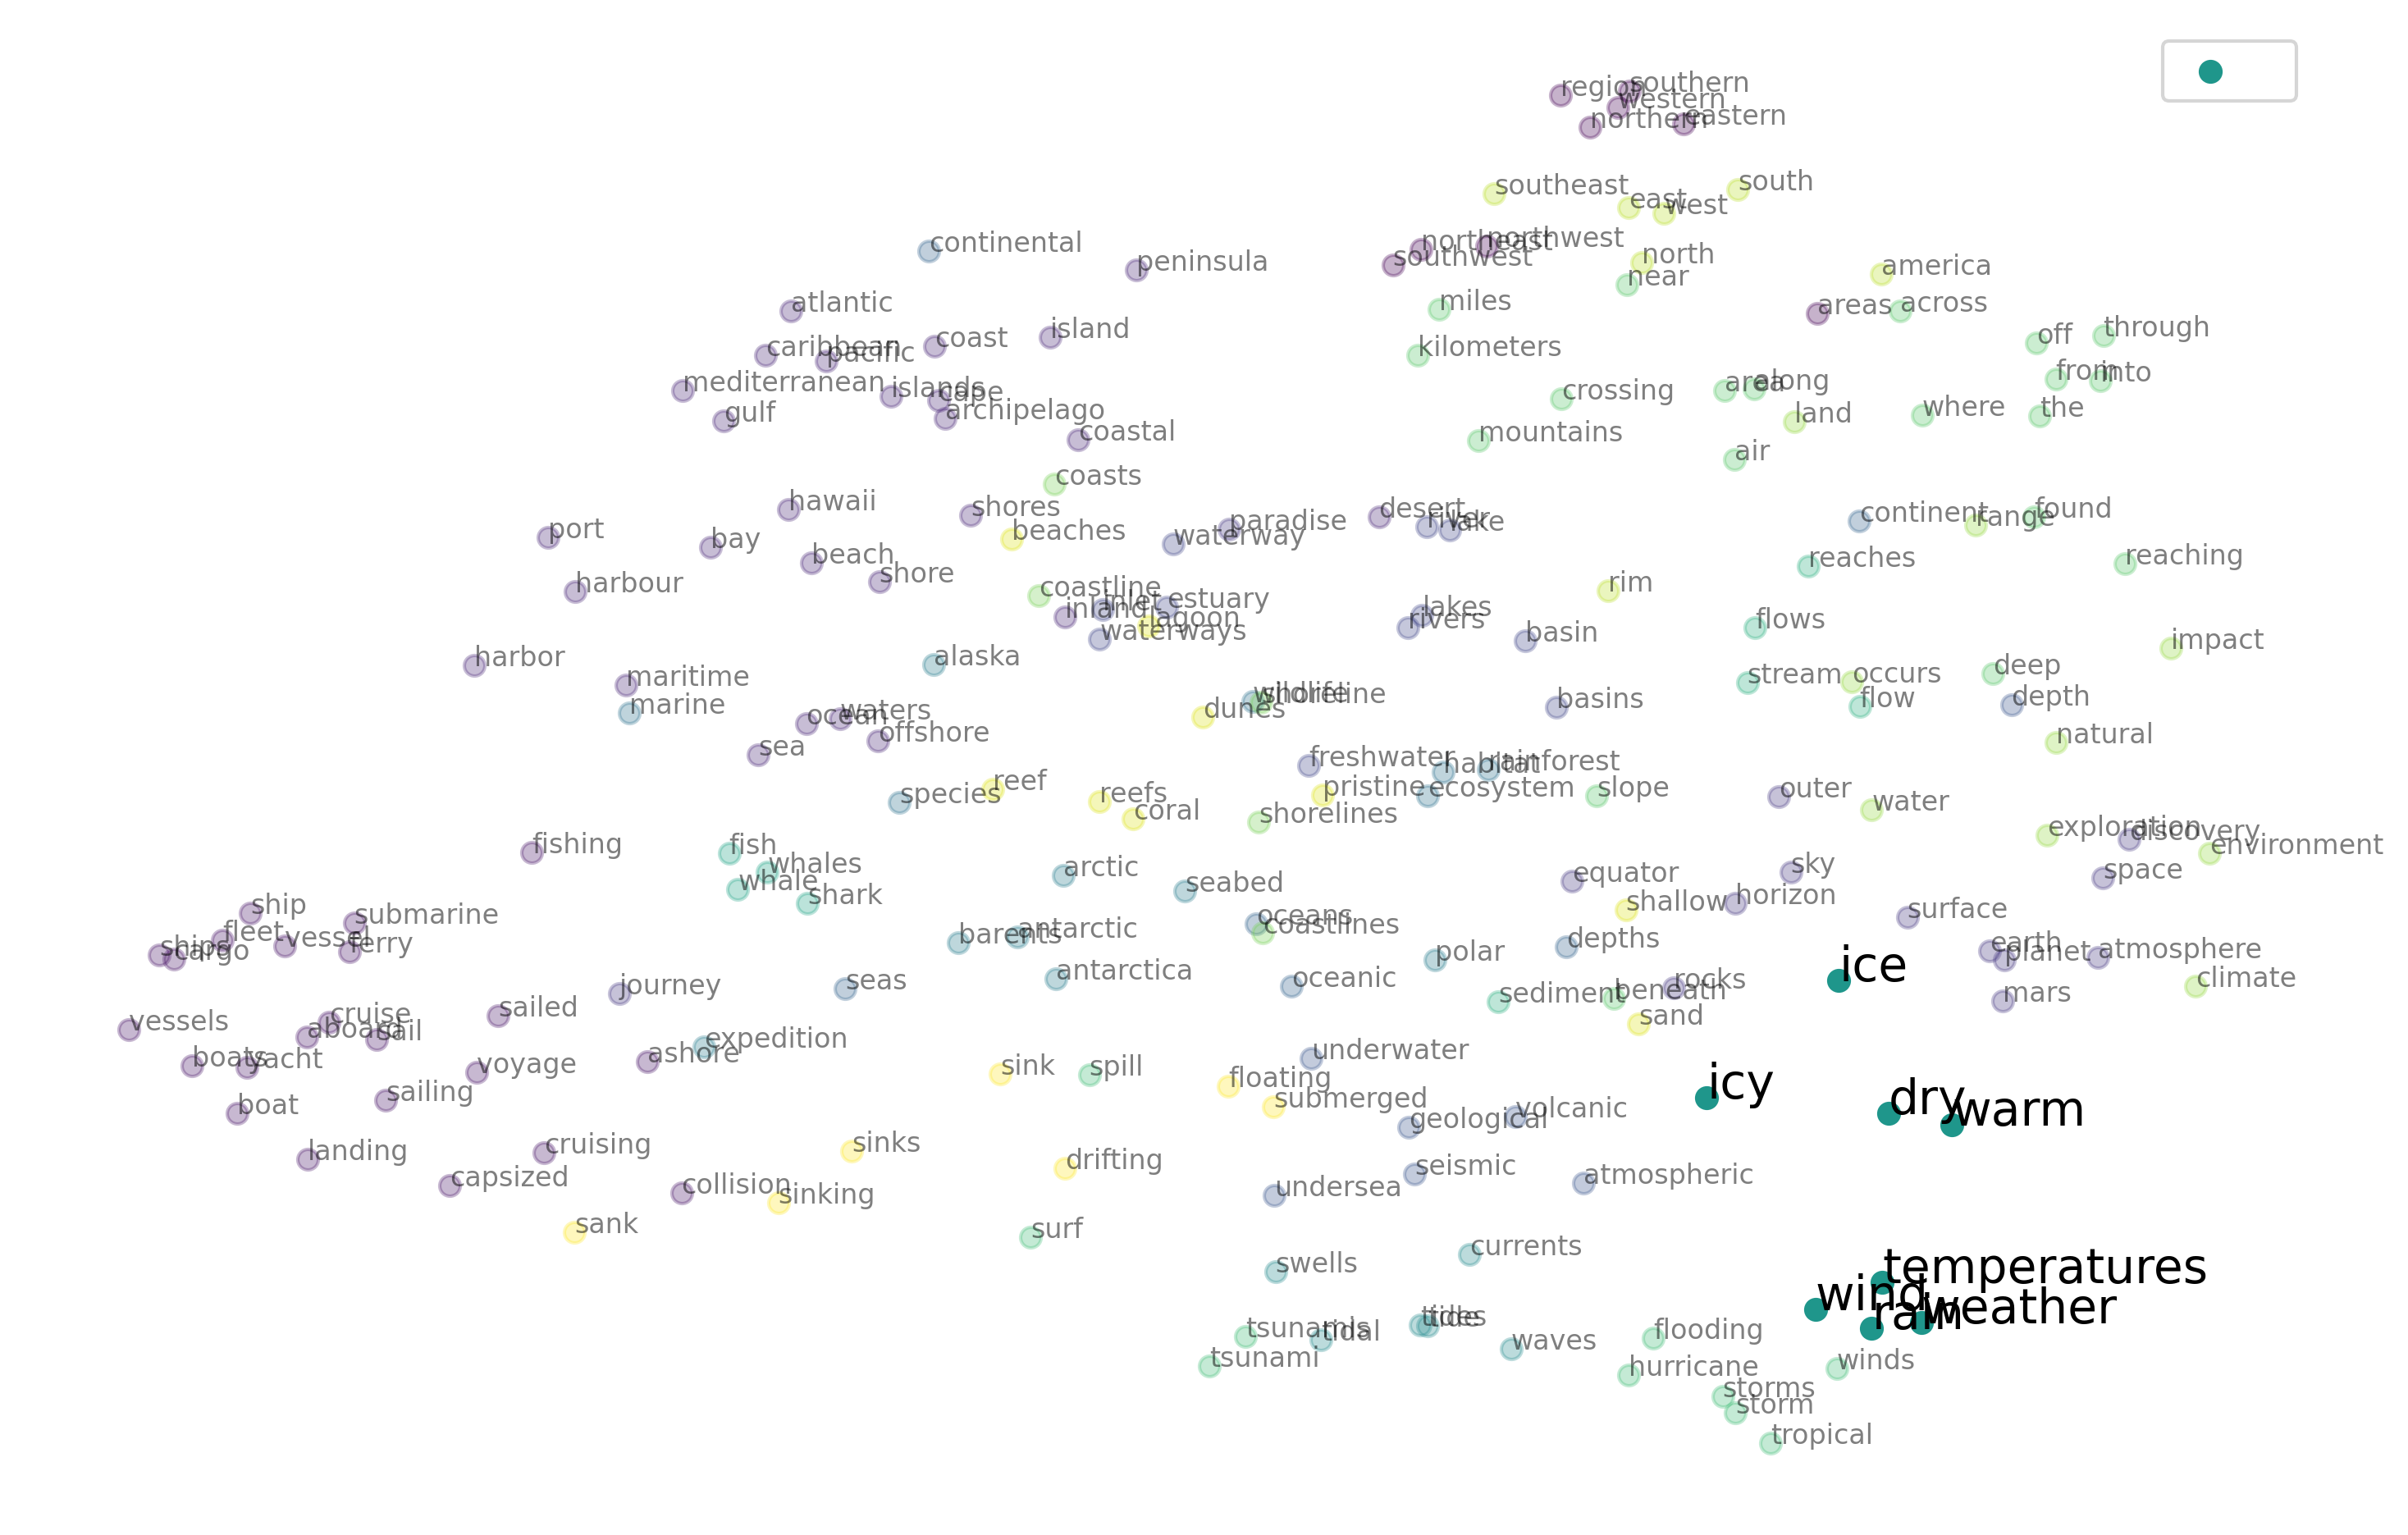 region
southern
western
northern
eastern
southeast
east
west
south
continental
peninsula
northeast
northwest
southwest
north
near
america
atlantic
island
miles
areas
across
caribbean
pacific
coast
kilometers
off
through
mediterranean
islands
cape
crossing
area
along
from
into
gulf
archipelago
land
where
the
coastal
mountains
air
coasts
hawaii
shores
port
bay
beaches
waterway
paradise
desert
river
lake
continent
range
found
beach
shore
reaches
reaching
harbour
coastline
inland
inlet
estuary
lagoon
waterways
lakes
rivers
rim
basin
flows
impact
harbor
alaska
maritime
marine
wildlife
shoreline
dunes
basins
stream
occurs
flow
deep
depth
ocean
waters
offshore
sea
natural
freshwater
habitat
rainforest
species
reef
reefs
coral
pristine
ecosystem
slope
shorelines
outer
water
exploration
discovery
environment
fishing
fish
whales
whale
shark
arctic
seabed
equator
sky
space
ship
submarine
fleet
vessel
ferry
ships
cargo
shallow
horizon
surface
barents
antarctic
oceans
coastlines
polar
depths
earth
planet
atmosphere
journey
seas
antarctica
oceanic
sediment
beneath
rocks
ice
mars
climate
vessels
cruise
aboard
sail
sailed
sand
boats
yacht
voyage
ashore
expedition
sink
spill
underwater
floating
boat
sailing
submerged
geological
volcanic
icy
dry
warm
landing
capsized
cruising
collision
sinks
sinking
drifting
undersea
seismic
atmospheric
sank
surf
swells
currents
temperatures
wind
rain
weather
tsunamis
tidal
tides
tide
waves
flooding
tsunami
hurricane
winds
storms
storm
tropical